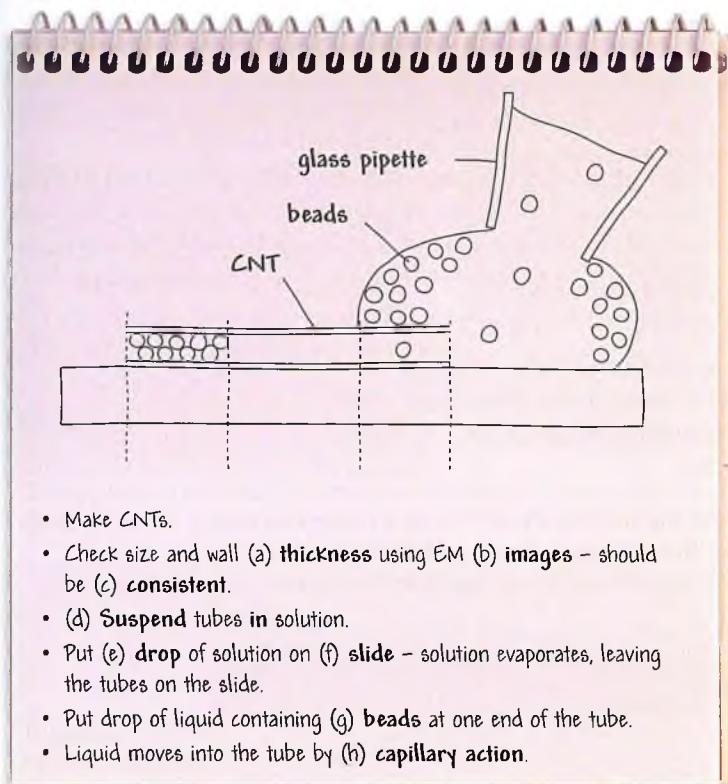 glass pipette
beads
CNT
• Make CNTs.
• Check size and wall (a) thickness using EM (b) images – should
be (c) consistent.
• (d) Suspend tubes in solution.
• Put (e) drop of solution on (f) slide – solution evaporates, leaving
the tubes on the slide.
• Put drop of liquid containing (g) beads at one end of the tube.
• Liquid moves into the tube by (h) capillary action.